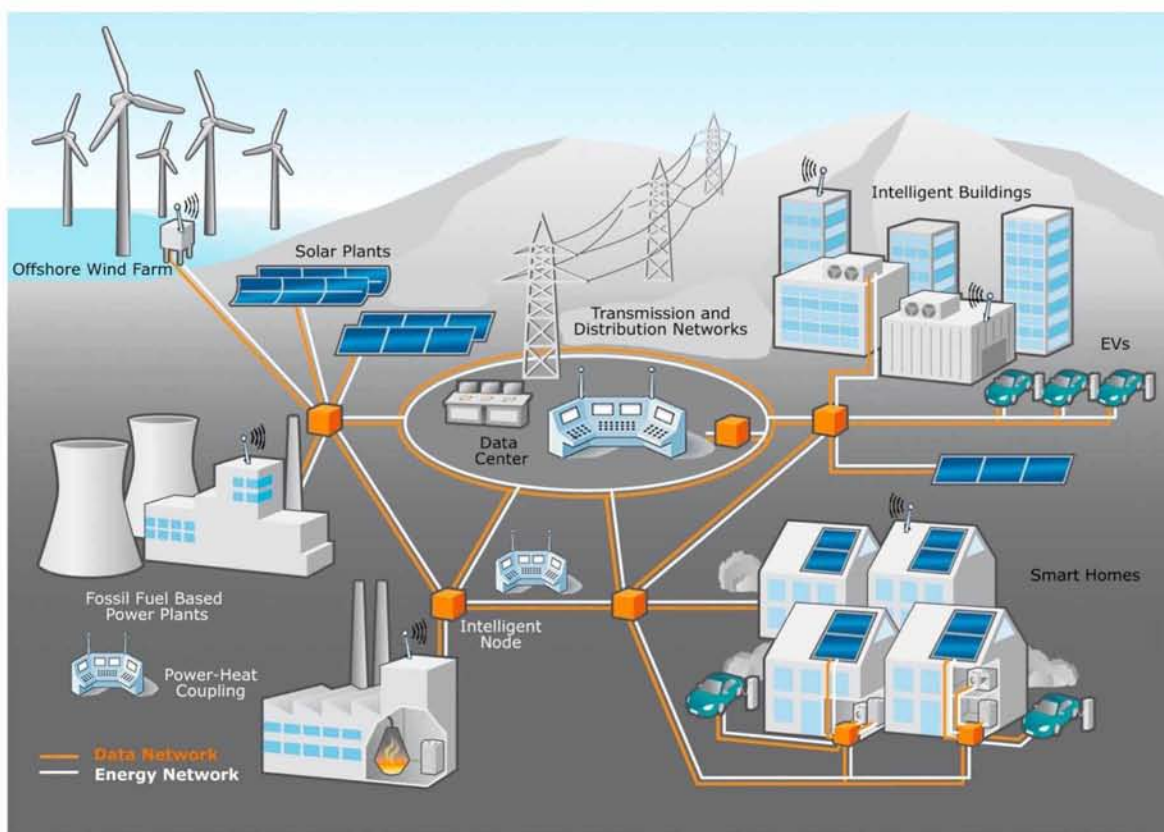 Offshore Wind Farm
Solar Plants
Intelligent Buildings
Transmission and
Distribution Networks
EVs
Data
Center
Fossil Fuel Based
Power Plants
Intelligent
Node
Smart Homes
Power-Heat
Coupling
Data Network
Energy Network